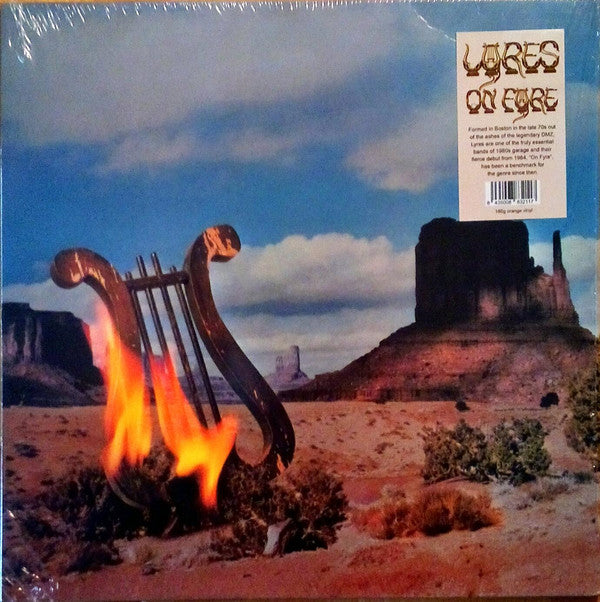 LYRES
ON FYRE
Formed in Boston in the late 70s out
of the ashes of the legendary DMZ,
Lyres are one of the truly essential
bands of 1980s garage and their
fierce debut from 1984, "On Fyre",
has been a benchmark for
the genre since then
180g orange vinyl